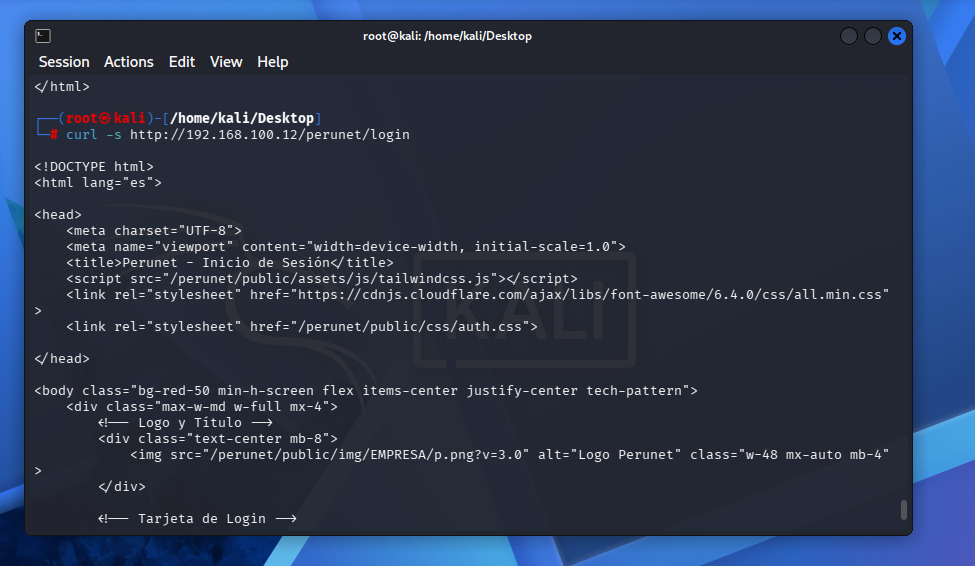 root@kali: /home/kali/Desktop
Session Actions Edit View Help
</html>
┌──(root㉿kali)-[/home/kali/Desktop]
└─# curl -s http://192.168.100.12/perunet/login
<!DOCTYPE html>
<html lang="es">
<head>
    <meta charset="UTF-8">
    <meta name="viewport" content="width=device-width, initial-scale=1.0">
    <title>Perunet - Inicio de Sesión</title>
    <script src="/perunet/public/assets/js/tailwindcss.js"></script>
    <link rel="stylesheet" href="https://cdnjs.cloudflare.com/ajax/libs/font-awesome/6.4.0/css/all.min.css"
>
    <link rel="stylesheet" href="/perunet/public/css/auth.css">
</head>
<body class="bg-red-50 min-h-screen flex items-center justify-center tech-pattern">
    <div class="max-w-md w-full mx-4">
        <!-- Logo y Título -->
        <div class="text-center mb-8">
            <img src="/perunet/public/img/EMPRESA/p.png?v=3.0" alt="Logo Perunet" class="w-48 mx-auto mb-4"
>
        </div>
        <!-- Tarjeta de Login -->
KALI